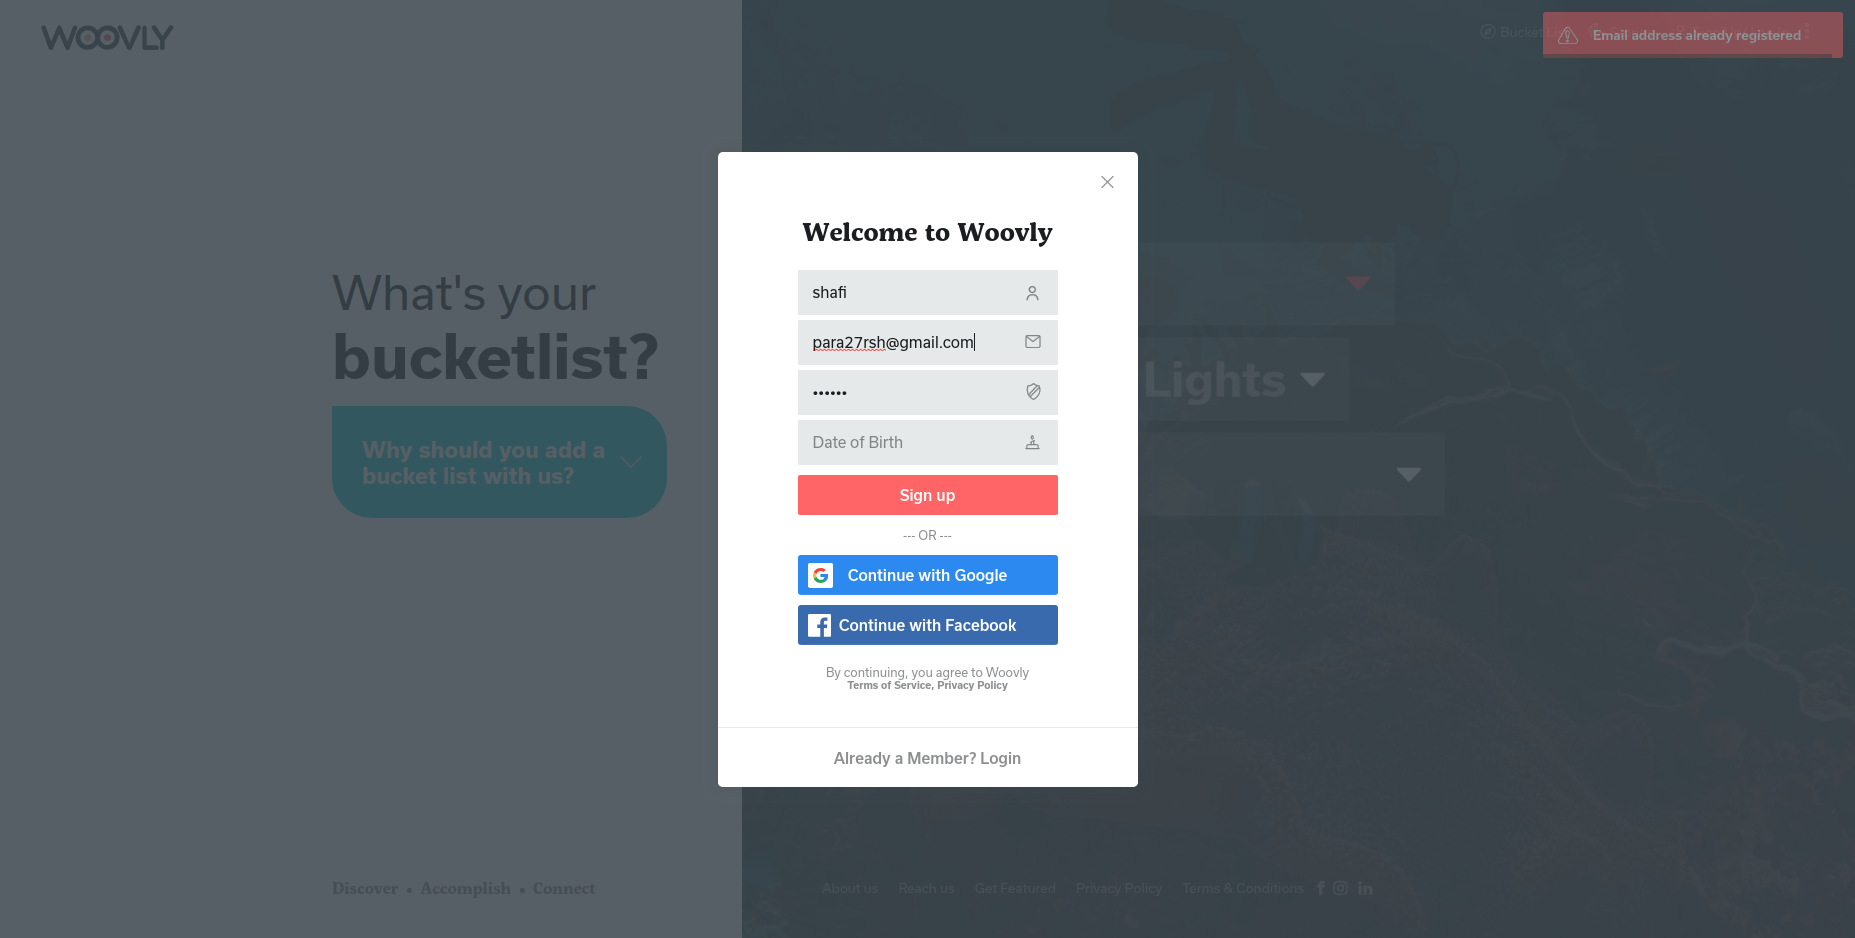 WOOVLY
Email address already registered
Welcome to Woovly
shafi
para27rsh@gmail.com
••••••
Date of Birth
Sign up
--- OR ---
Continue with Google
Continue with Facebook
By continuing, you agree to Woovly
Terms of Service, Privacy Policy
Already a Member? Login
What's your
bucketlist?
Why should you add a
bucket list with us?
Lights
Discover • Accomplish • Connect
About us Reach us Get Featured Privacy Policy Terms & Conditions